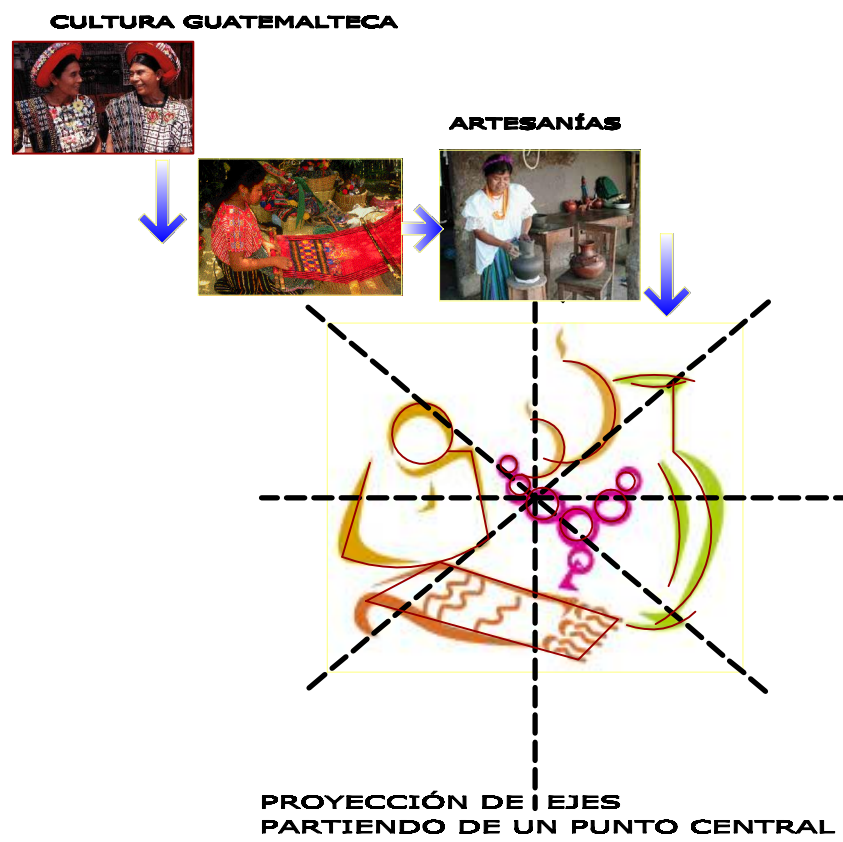 CULTURA GUATEMALTECA
ARTESANÍAS
PROYECCIÓN DE EJES
PARTIENDO DE UN PUNTO CENTRAL